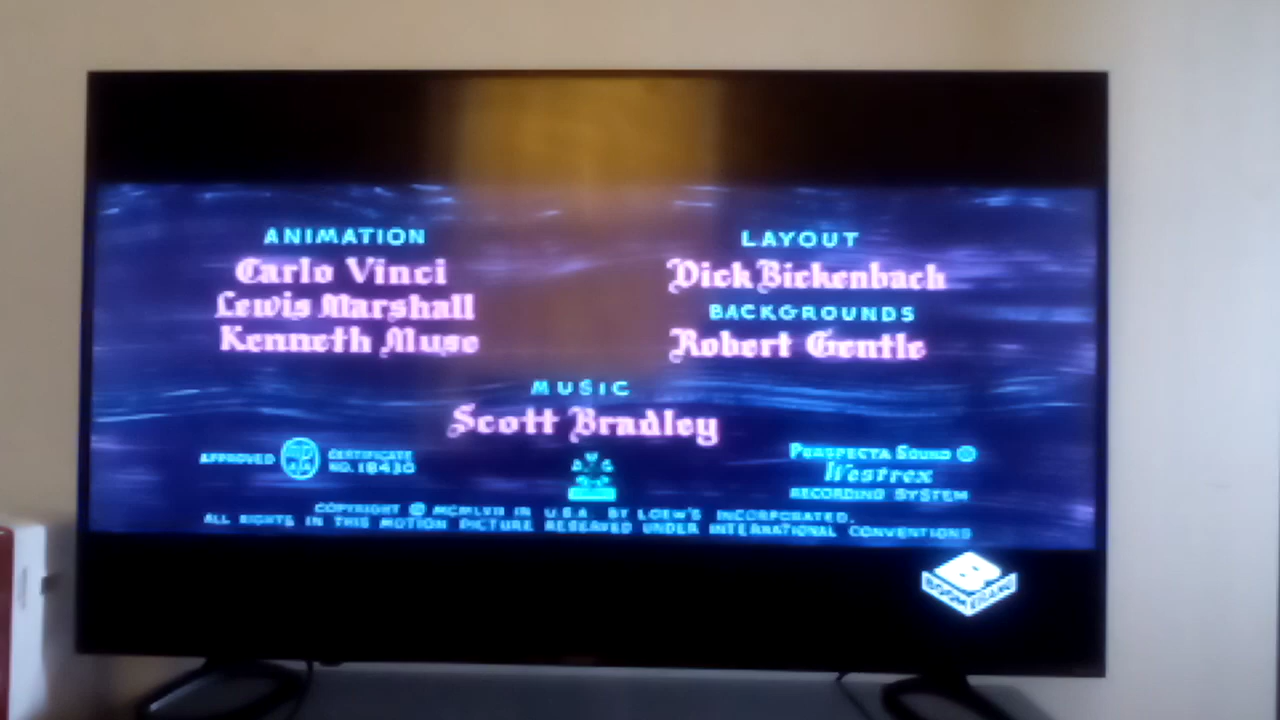 ANIMATION
Carlo Vinci
Lewis Marshall
Kenneth Muse
LAYOUT
Dick Bickenbach
BACKGROUNDS
Robert Gentle
MUSIC
Scott Bradley
APPROVED
CERTIFICATE
NO. 18430
PERSPECTA SOUND
Westrex
RECORDING SYSTEM
COPYRIGHT © MCMLVII IN U.S.A. BY LOEW'S INCORPORATED.
ALL RIGHTS IN THIS MOTION PICTURE RESERVED UNDER INTERNATIONAL CONVENTIONS
B
BOOMERANG